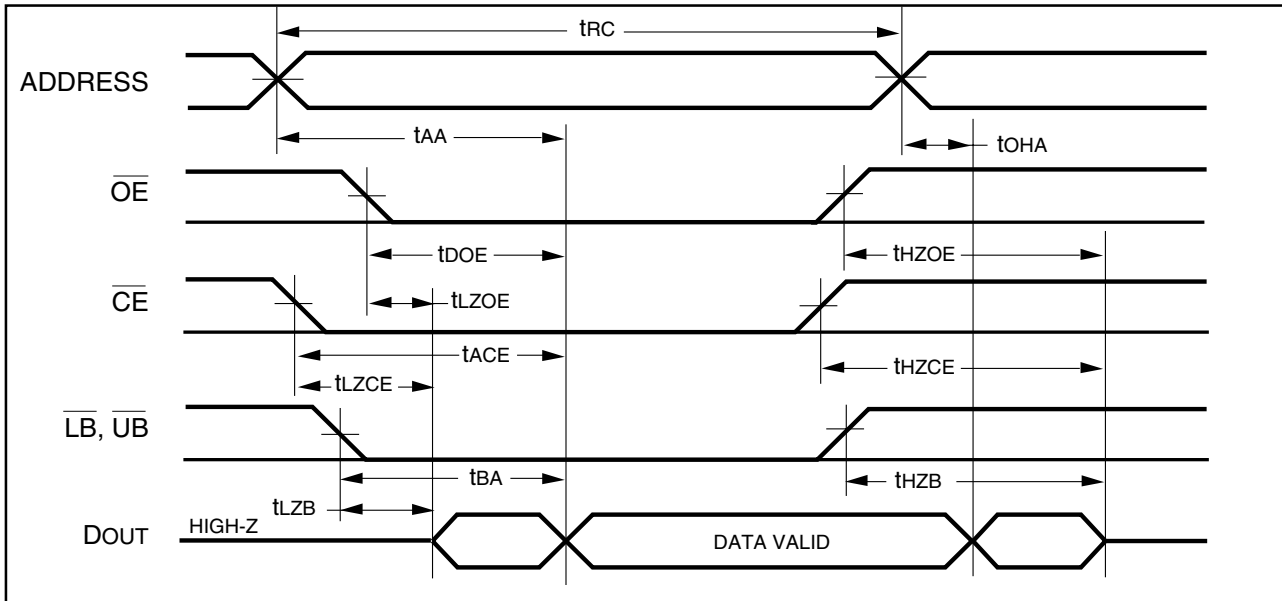 tRC
ADDRESS
tAA
tOHA
OE
tDOE
tHZOE
CE
tLZOE
tACE
tHZCE
tLZCE
LB, UB
tBA
tHZB
tLZB
DOUT
HIGH-Z
DATA VALID